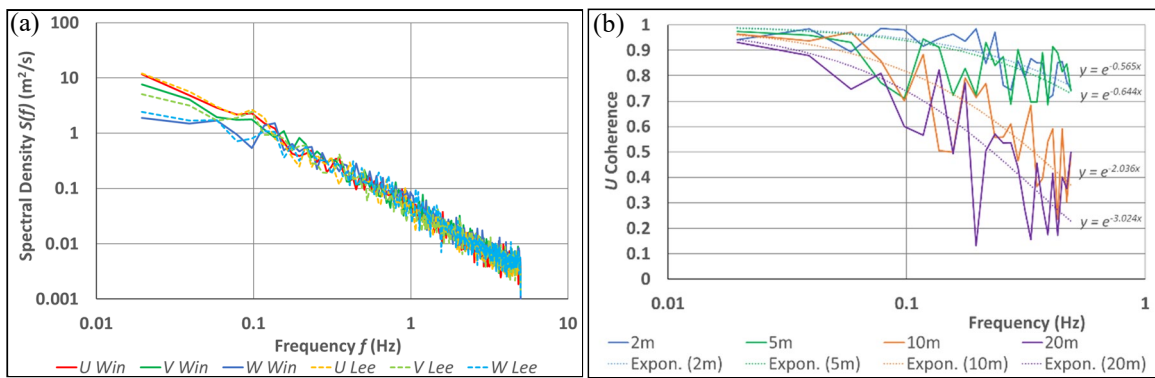 (a)
Spectral Density S(f) (m²/s)
100
10
1
0.1
0.01
0.001
0.01
0.1
1
10
Frequency f (Hz)
U Win
V Win
W Win
U Lee
V Lee
W Lee
(b)
U Coherence
1
0.9
0.8
0.7
0.6
0.5
0.4
0.3
0.2
0.1
0
y = e^-0.565x
y = e^-0.644x
y = e^-2.036x
y = e^-3.024x
0.01
0.1
1
Frequency (Hz)
2m
5m
10m
20m
Expon. (2m)
Expon. (5m)
Expon. (10m)
Expon. (20m)